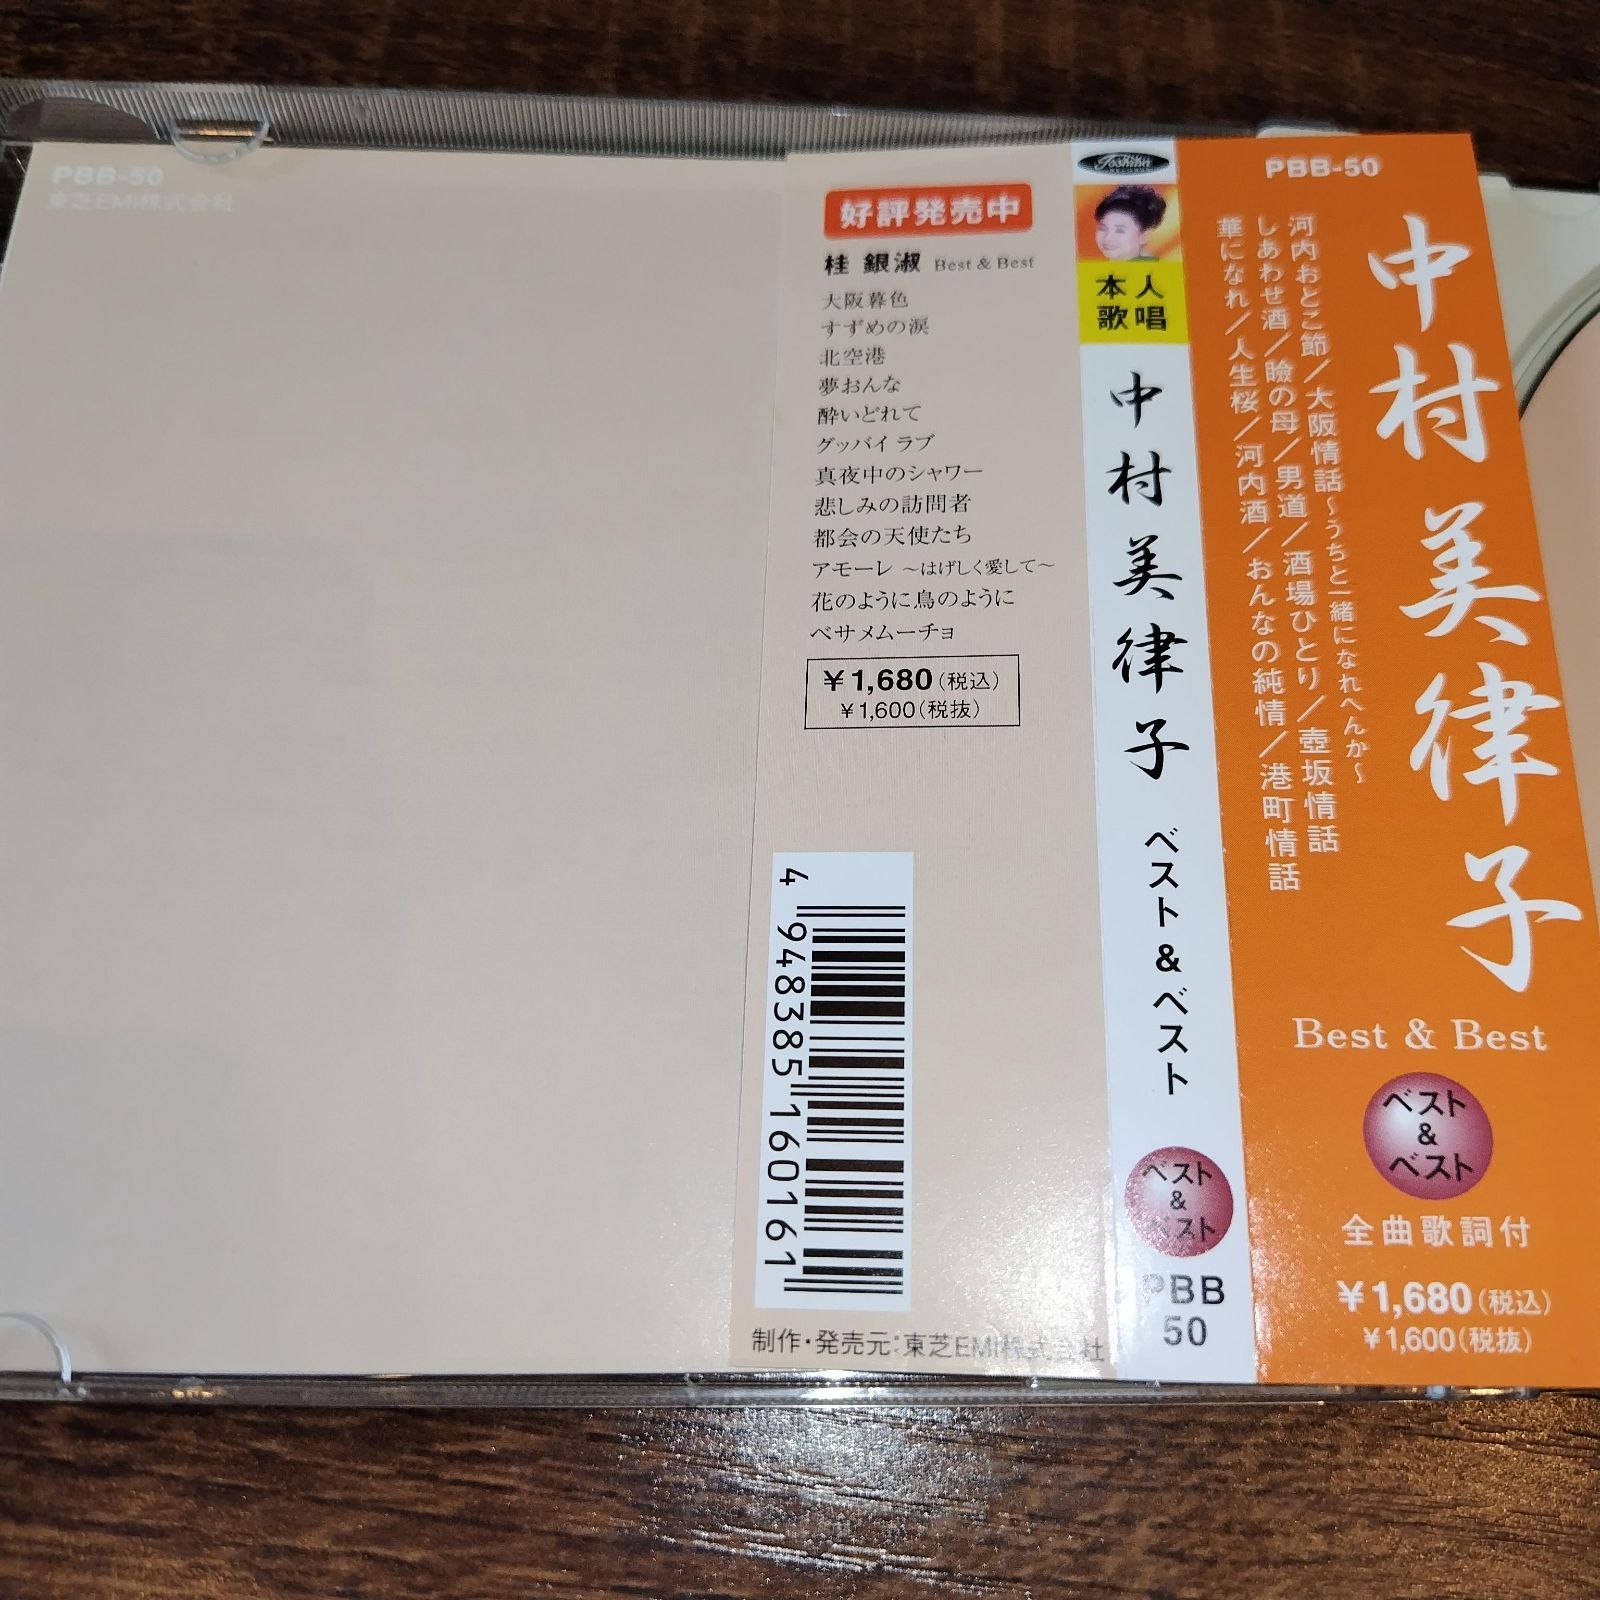 PBB-50
東芝EMI株式会社
好評発売中
桂 銀淑 Best & Best
大阪暮色
すずめの涙
北空港
夢おんな
酔いどれて
グッバイ ラブ
真夜中のシャワー
悲しみの訪問者
都会の天使たち
アモーレ 〜はげしく愛して〜
花のように鳥のように
ベサメムーチョ
¥1,680(税込)
¥1,600(税抜)
4948385160161
制作・発売元:東芝EMI株式会社
Toshiba
本人
歌唱
中村美律子 ベスト&ベスト
ベスト
&
ベスト
PBB
50
PBB-50
中村美律子
河内おとこ節/大阪情話〜うちと一緒になれへんか〜
しあわせ酒/瞼の母/男道/酒場ひとり/壺坂情話
華になれ/人生桜/河内酒/おんなの純情/港町情話
Best & Best
ベスト
&
ベスト
全曲歌詞付
¥1,680(税込)
¥1,600(税抜)